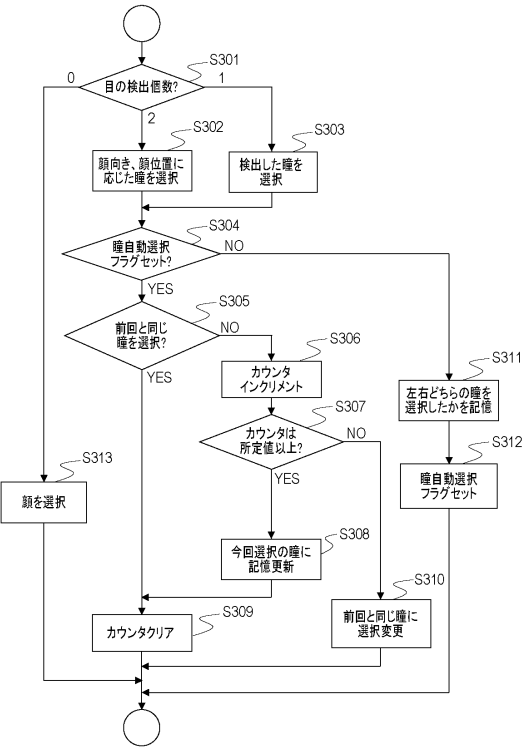 S301
目の検出個数?
0
1
2
S302
顔向き、顔位置に
応じた瞳を選択
S303
検出した瞳を
選択
S304
瞳自動選択
フラグセット?
NO
YES
S305
前回と同じ
瞳を選択?
NO
YES
S306
カウンタ
インクリメント
S311
左右どちらの瞳を
選択したかを記憶
S307
カウンタは
所定値以上?
NO
YES
S312
瞳自動選択
フラグセット
S313
顔を選択
S308
今回選択の瞳に
記憶更新
S310
前回と同じ瞳に
選択変更
S309
カウンタクリア